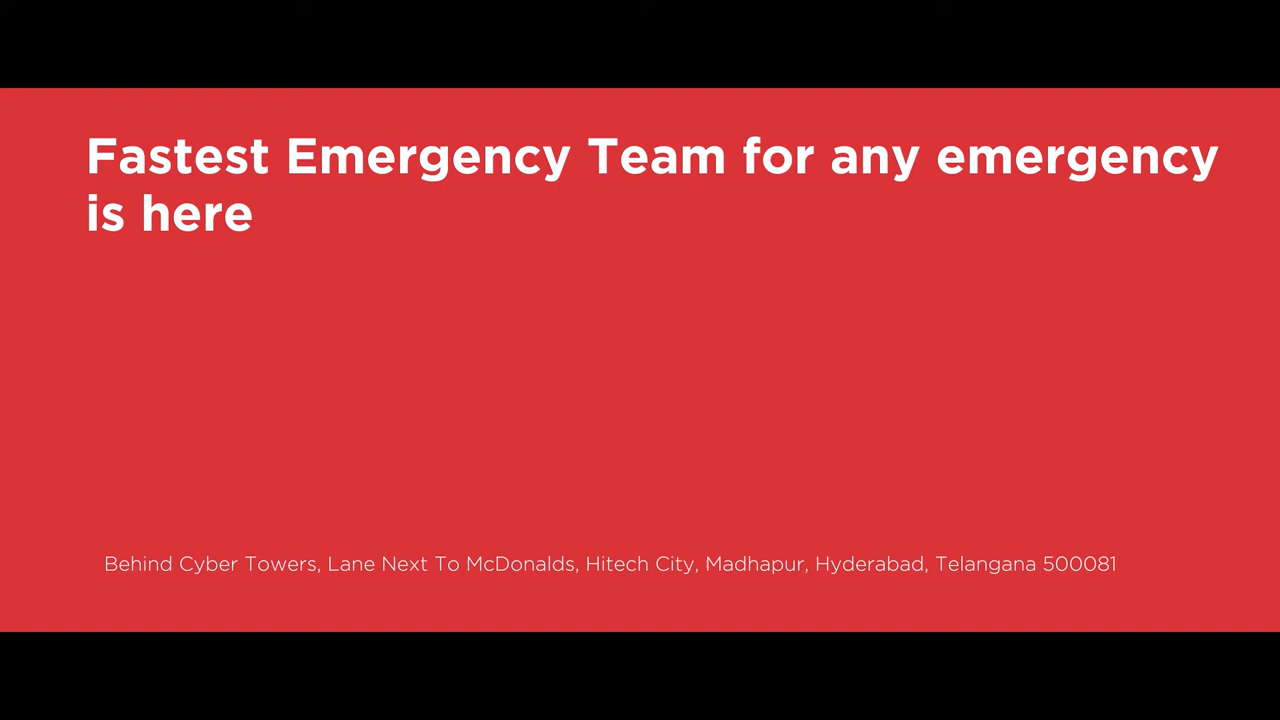 Fastest Emergency Team for any emergency
is here
Behind Cyber Towers, Lane Next To McDonalds, Hitech City, Madhapur, Hyderabad, Telangana 500081